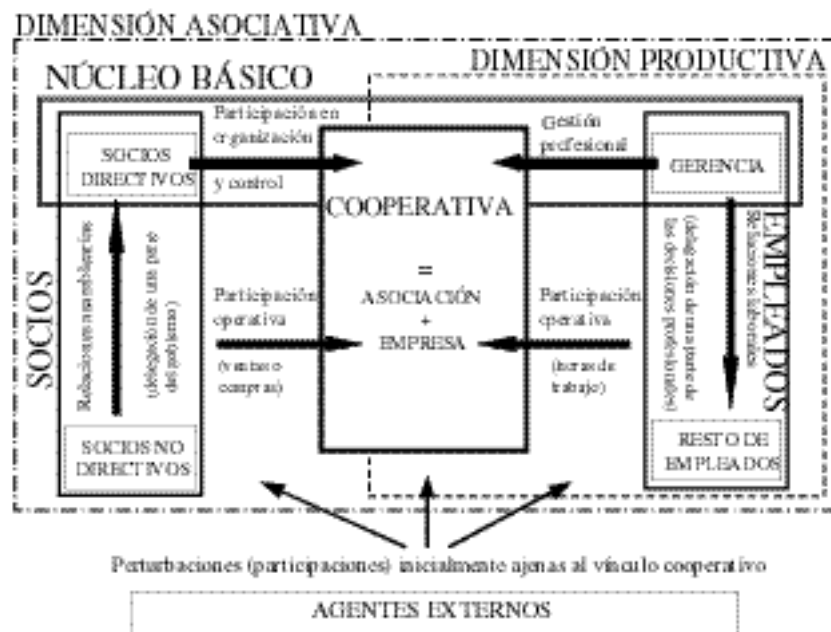 DIMENSIÓN ASOCIATIVA
DIMENSIÓN PRODUCTIVA
NÚCLEO BÁSICO
Participación en
organización
y control
SOCIOS
DIRECTIVOS
Gestión
profesional
GERENCIA
COOPERATIVA
=
ASOCIACIÓN
+
EMPRESA
SOCIOS
Relaciones asamblearias
(delegación de una parte
del gobierno)
Participación
operativa
(ventas o
compras)
Participación
operativa
(horas de
trabajo)
(delegación de una parte de
las decisiones profesionales)
Relaciones laborales
EMPLEADOS
SOCIOS NO
DIRECTIVOS
RESTO DE
EMPLEADOS
Perturbaciones (participaciones) inicialmente ajenas al vínculo cooperativo
AGENTES EXTERNOS